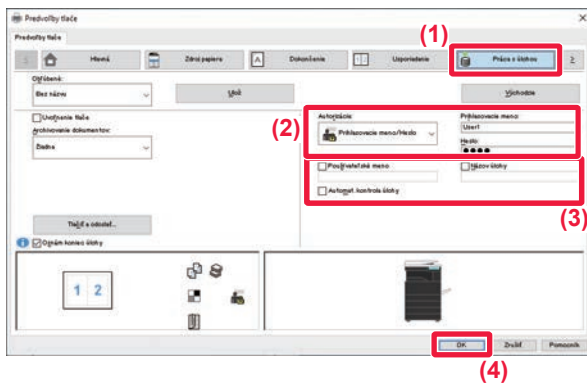 Predvoľby tlače
Predvoľby tlače
(1)
Hlavná
Zdroj papiera
Dokončenie
Usporiadanie
Práca s úlohou
Obľúbené:
Bez názvu
Ulož
Východzie
Uvoľnenie tlače
Archivovanie dokumentov:
Žiadne
(2)
Autorizácia:
Prihlasovacie meno/Heslo
Prihlasovacie meno:
User1
Heslo:
Používateľské meno
Názov úlohy
Automat. kontrola úlohy
(3)
Tlačiť a odoslať...
Oznám koniec úlohy
1 2
OK
Zrušiť
Pomocník
(4)